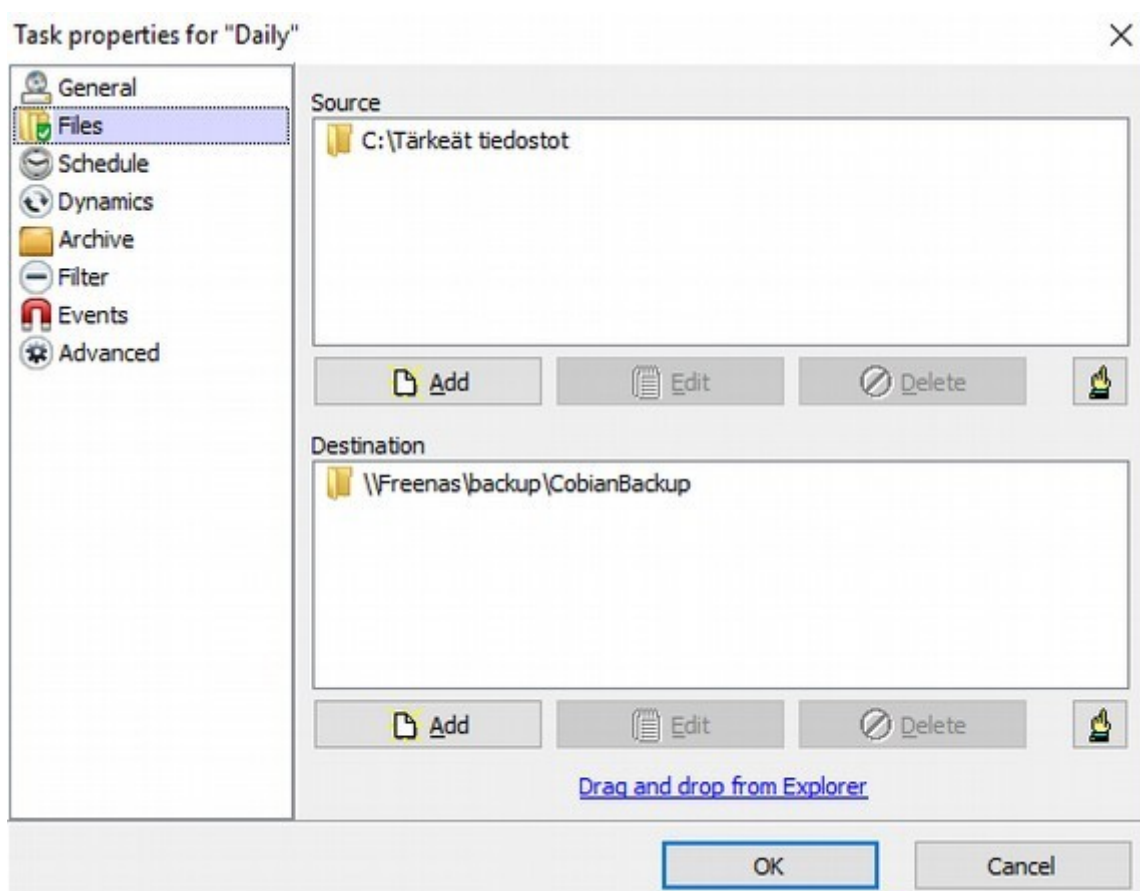 Task properties for "Daily"
General
Files
Schedule
Dynamics
Archive
Filter
Events
Advanced
Source
C:\Tärkeät tiedostot
Add
Edit
Delete
Destination
\\Freenas\backup\CobianBackup
Add
Edit
Delete
Drag and drop from Explorer
OK
Cancel